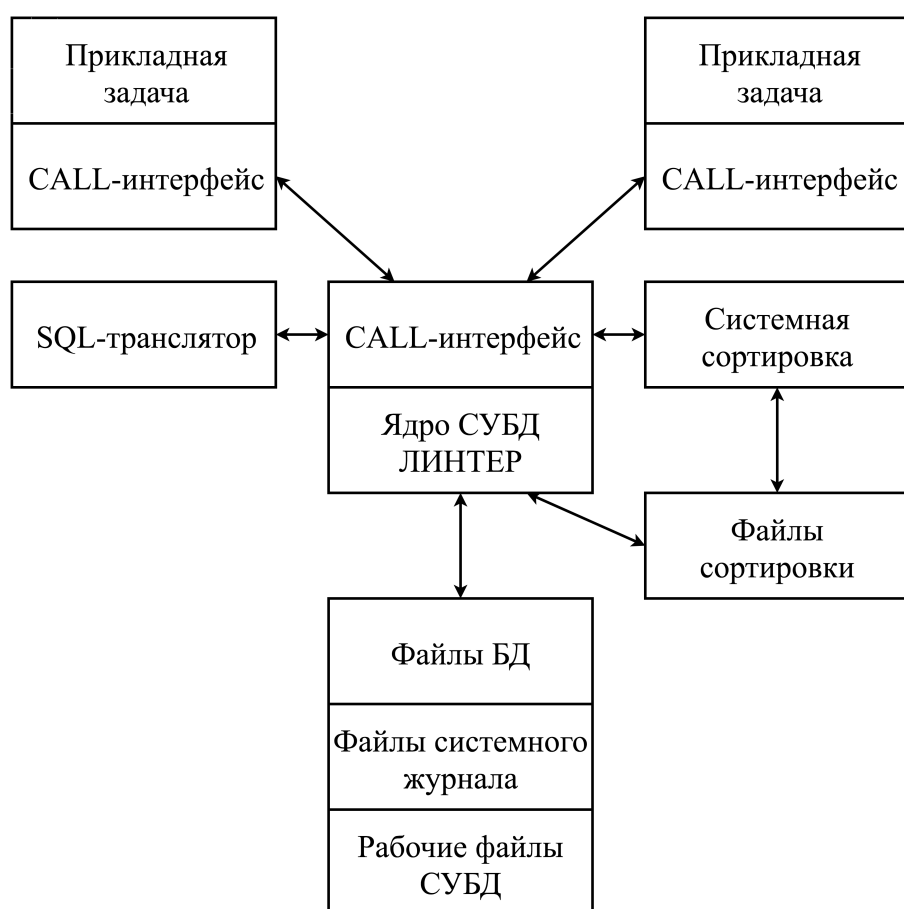 Прикладная
задача
CALL-интерфейс
Прикладная
задача
CALL-интерфейс
SQL-транслятор
CALL-интерфейс
Ядро СУБД
ЛИНТЕР
Системная
сортировка
Файлы
сортировки
Файлы БД
Файлы системного
журнала
Рабочие файлы
СУБД